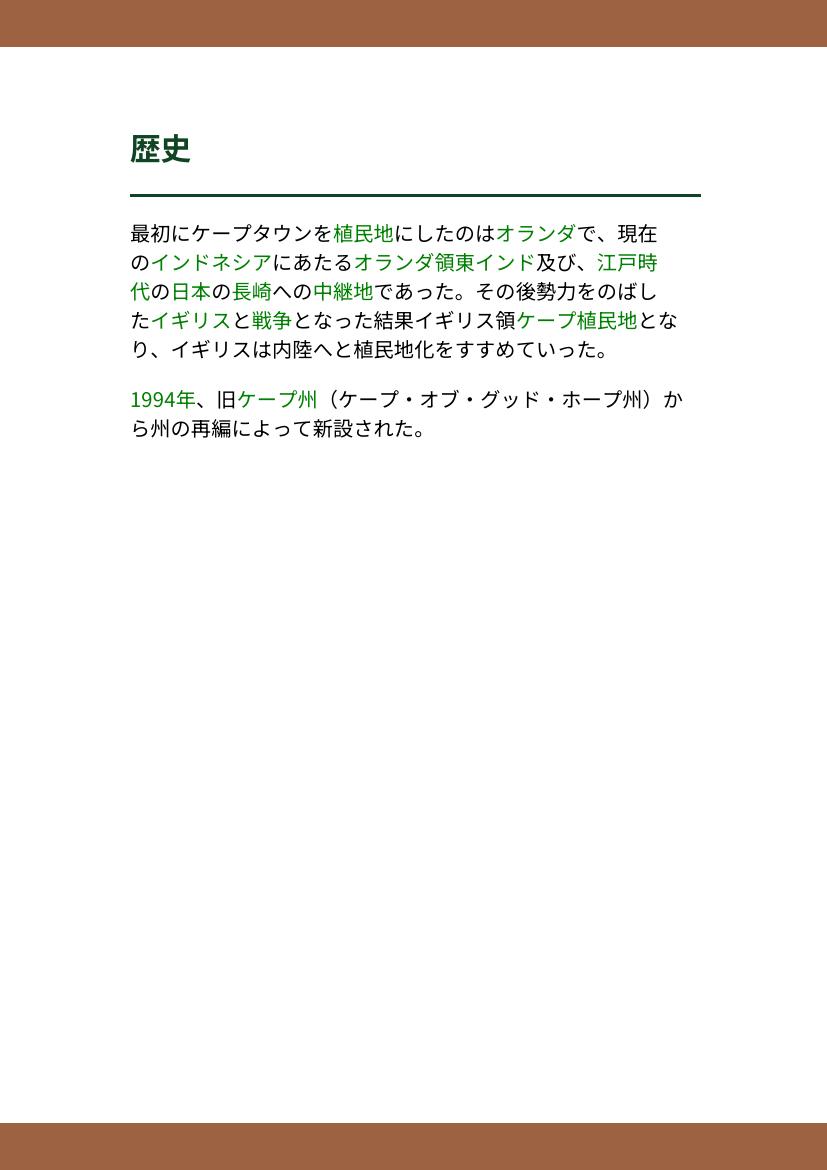 歴史
最初にケープタウンを植民地にしたのはオランダで、現在
のインドネシアにあたるオランダ領東インド及び、江戸時
代の日本の長崎への中継地であった。その後勢力をのばし
たイギリスと戦争となった結果イギリス領ケープ植民地とな
り、イギリスは内陸へと植民地化をすすめていった。
1994年、旧ケープ州（ケープ・オブ・グッド・ホープ州）か
ら州の再編によって新設された。